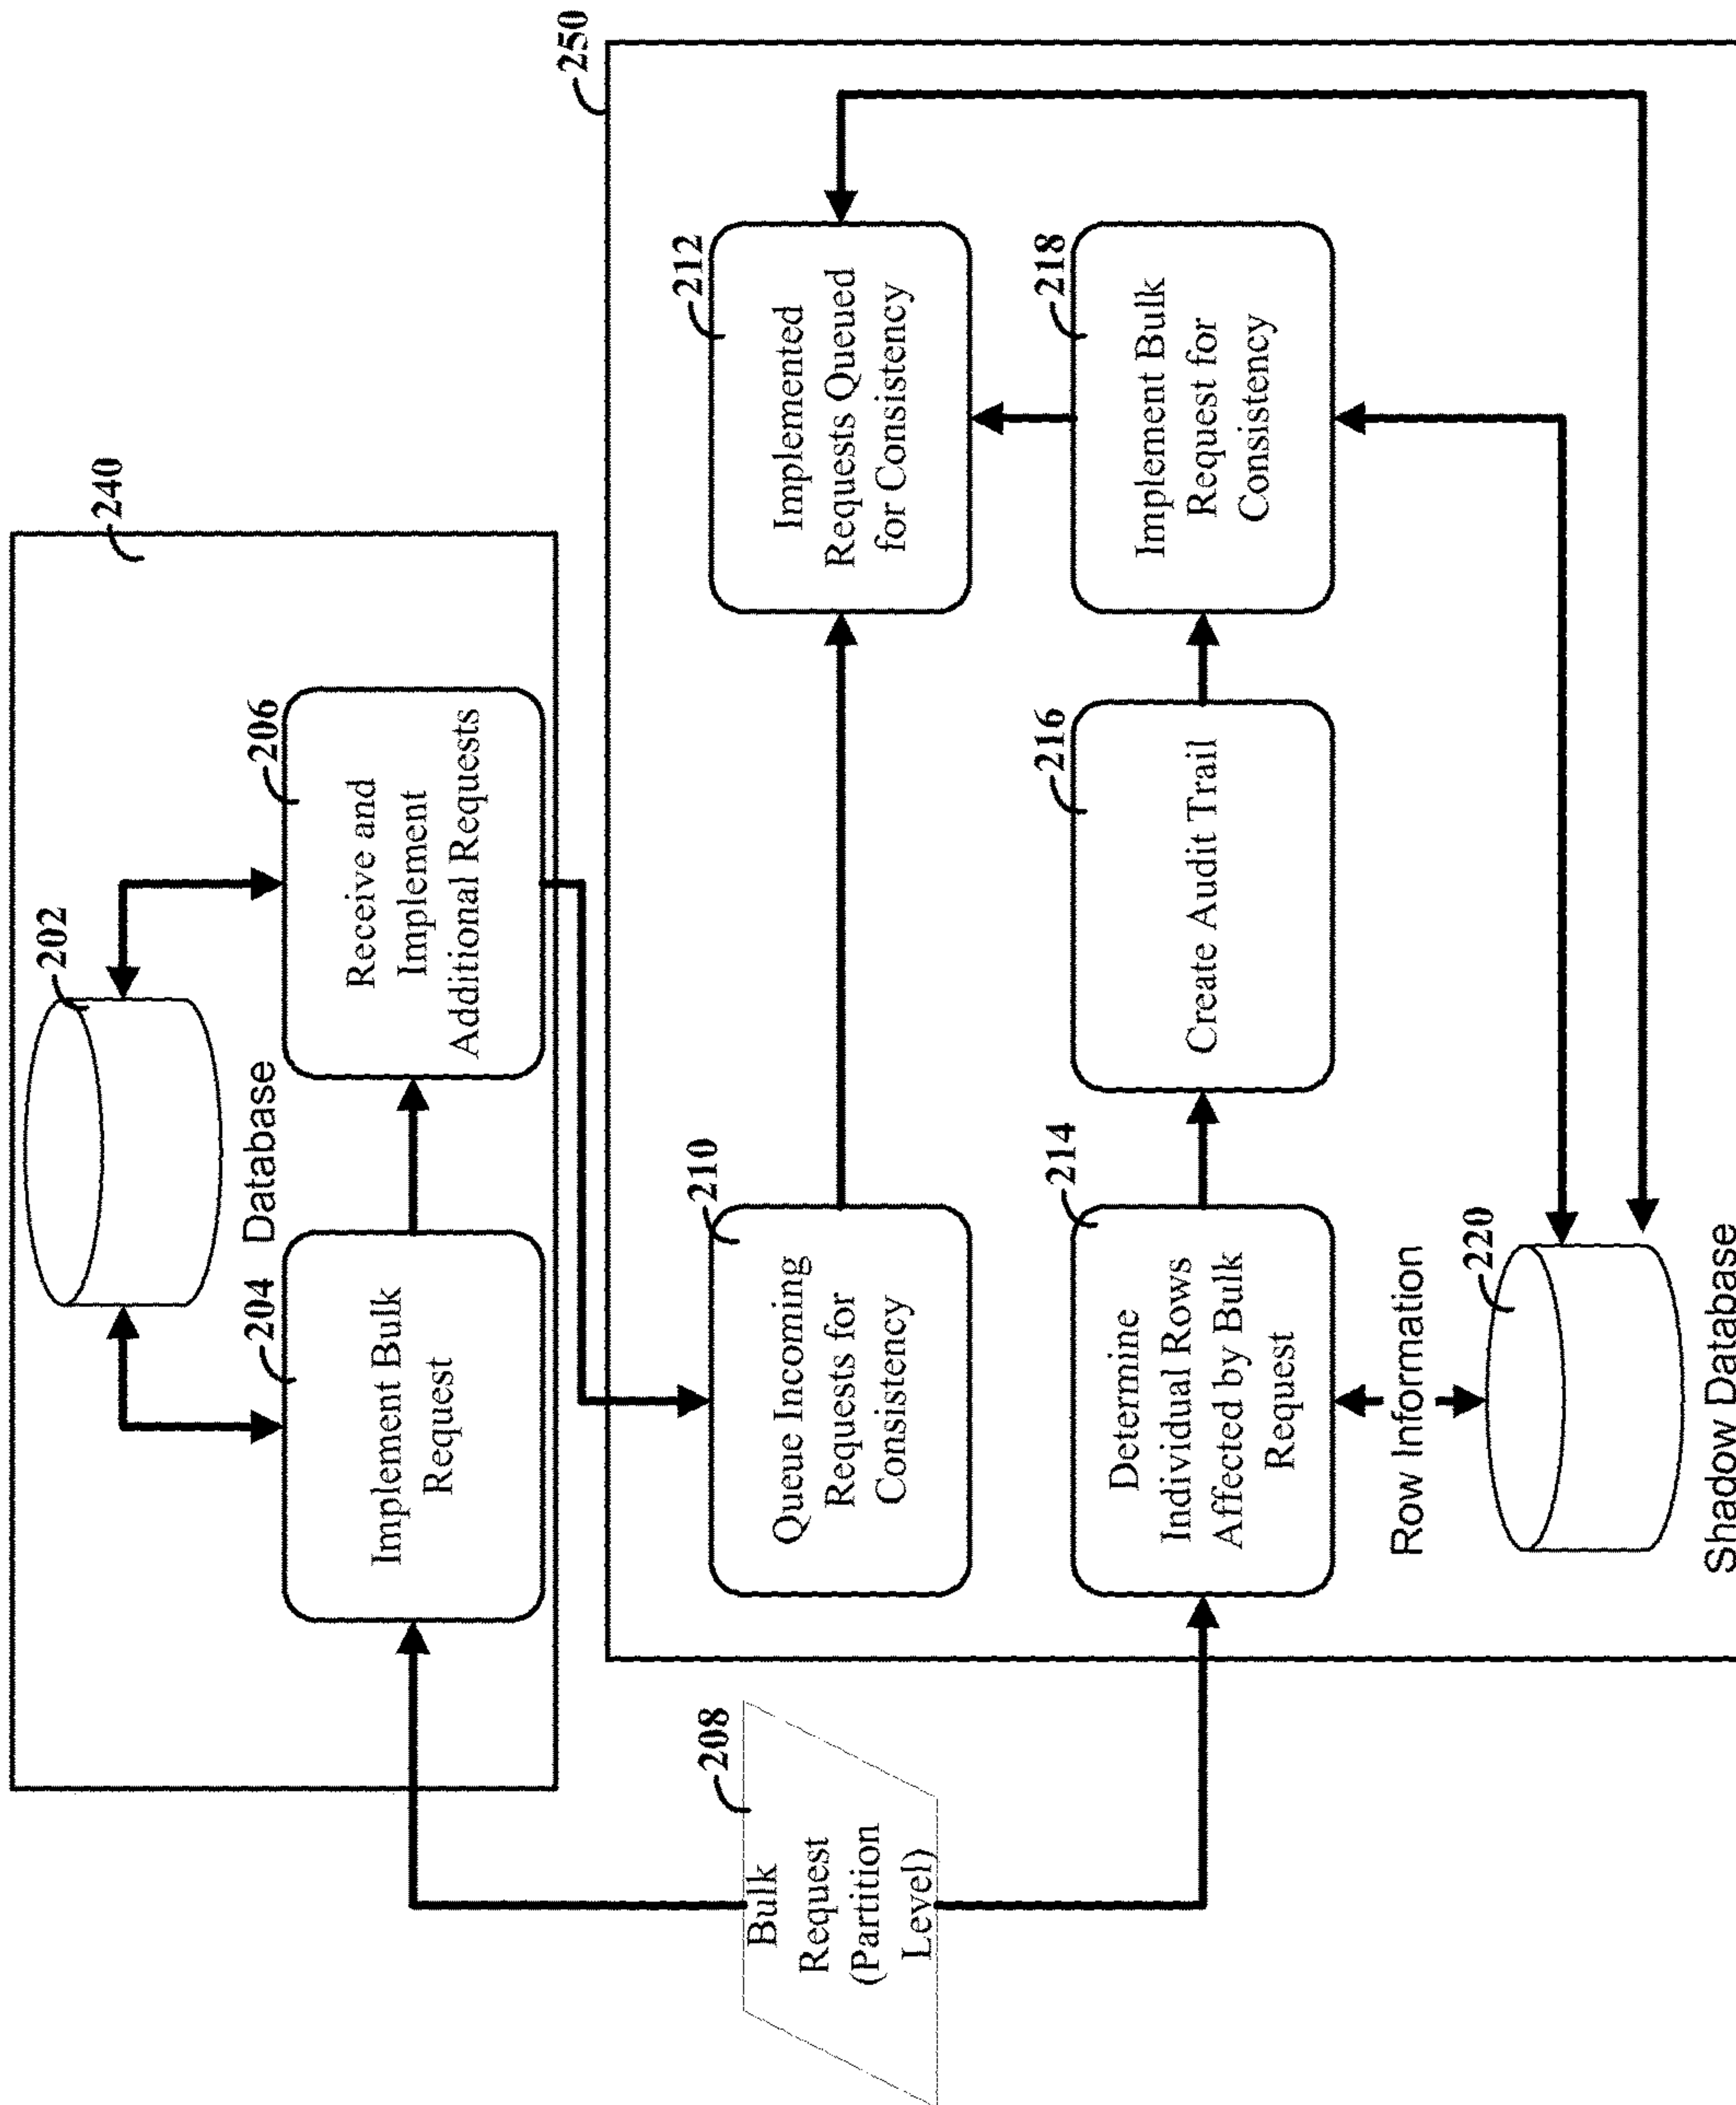 202
240
Database
204
Implement Bulk
Request
206
Receive and
Implement
Additional Requests
208
Bulk
Request
(Partition
Level)
250
210
Queue Incoming
Requests for
Consistency
212
Implemented
Requests Queued
for Consistency
214
Determine
Individual Rows
Affected by Bulk
Request
216
Create Audit Trail
218
Implement Bulk
Request for
Consistency
Row Information
220
Shadow Database